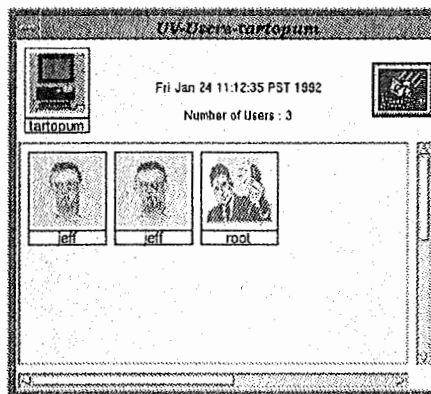 UV-Users-tartopum
Fri Jan 24 11:12:35 PST 1992
Number of Users : 3
tartopum
jeff
jeff
root